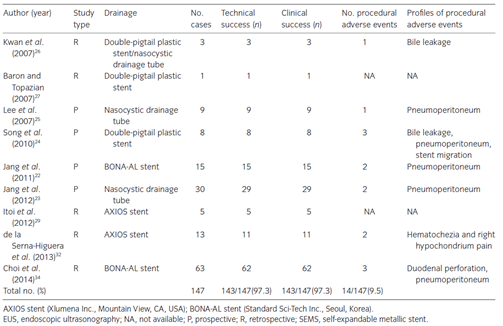 Author (year) Study type Drainage No. cases Technical success (n) Clinical success (n) No. procedural adverse events Profiles of procedural adverse events
Kwan et al. (2007)26 R Double-pigtail plastic stent/nasocystic drainage tube 3 3 3 1 Bile leakage
Baron and Topazian (2007)27 R Double-pigtail plastic stent 1 1 1 NA NA
Lee et al. (2007)25 P Nasocystic drainage tube 9 9 9 1 Pneumoperitoneum
Song et al. (2010)24 P Double-pigtail plastic stent 8 8 8 3 Bile leakage, pneumoperitoneum, stent migration
Jang et al. (2011)22 P BONA-AL stent 15 15 15 2 Pneumoperitoneum
Jang et al. (2012)23 P Nasocystic drainage tube 30 29 29 2 Pneumoperitoneum
Itoi et al. (2012)29 R AXIOS stent 5 5 5 NA NA
de la Serna-Higuera et al. (2013)32 R AXIOS stent 13 11 11 2 Hematochezia and right hypochondrium pain
Choi et al. (2014)34 R BONA-AL stent 63 62 62 3 Duodenal perforation, pneumoperitoneum
Total no. (%) 147 143/147(97.3) 143/147(97.3) 14/147(9.5)
AXIOS stent (Xlumena Inc., Mountain View, CA, USA); BONA-AL stent (Standard Sci-Tech Inc., Seoul, Korea).
EUS, endoscopic ultrasonography; NA, not available; P, prospective; R, retrospective; SEMS, self-expandable metallic stent.